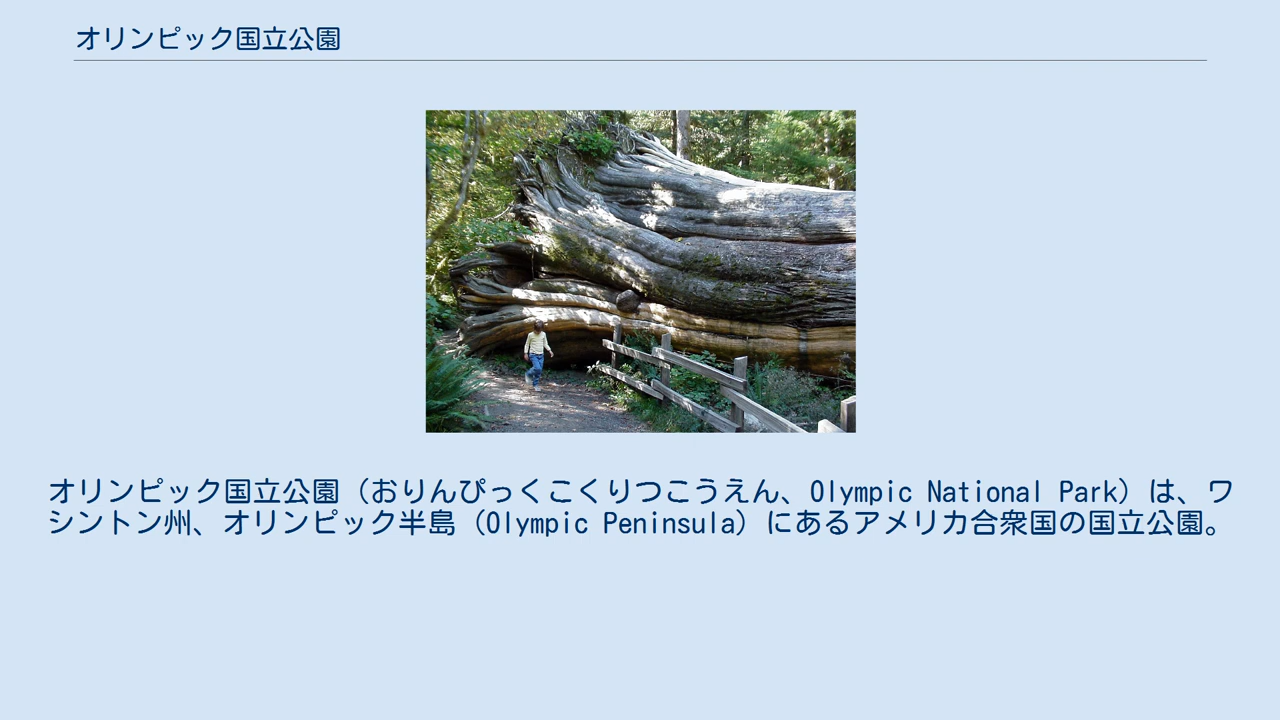 オリンピック国立公園
オリンピック国立公園（おりんぴっくこくりつこうえん、Olympic National Park）は、ワ
シントン州、オリンピック半島（Olympic Peninsula）にあるアメリカ合衆国の国立公園。